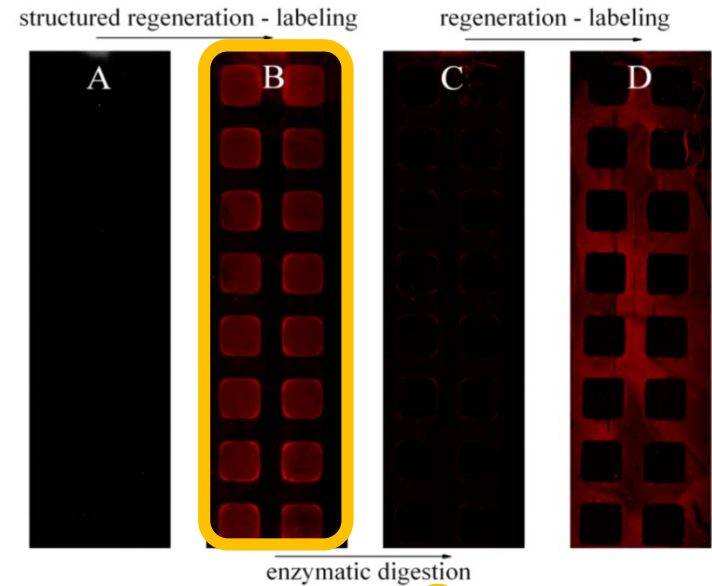 structured regeneration - labeling
regeneration - labeling
A
B
C
D
enzymatic digestion